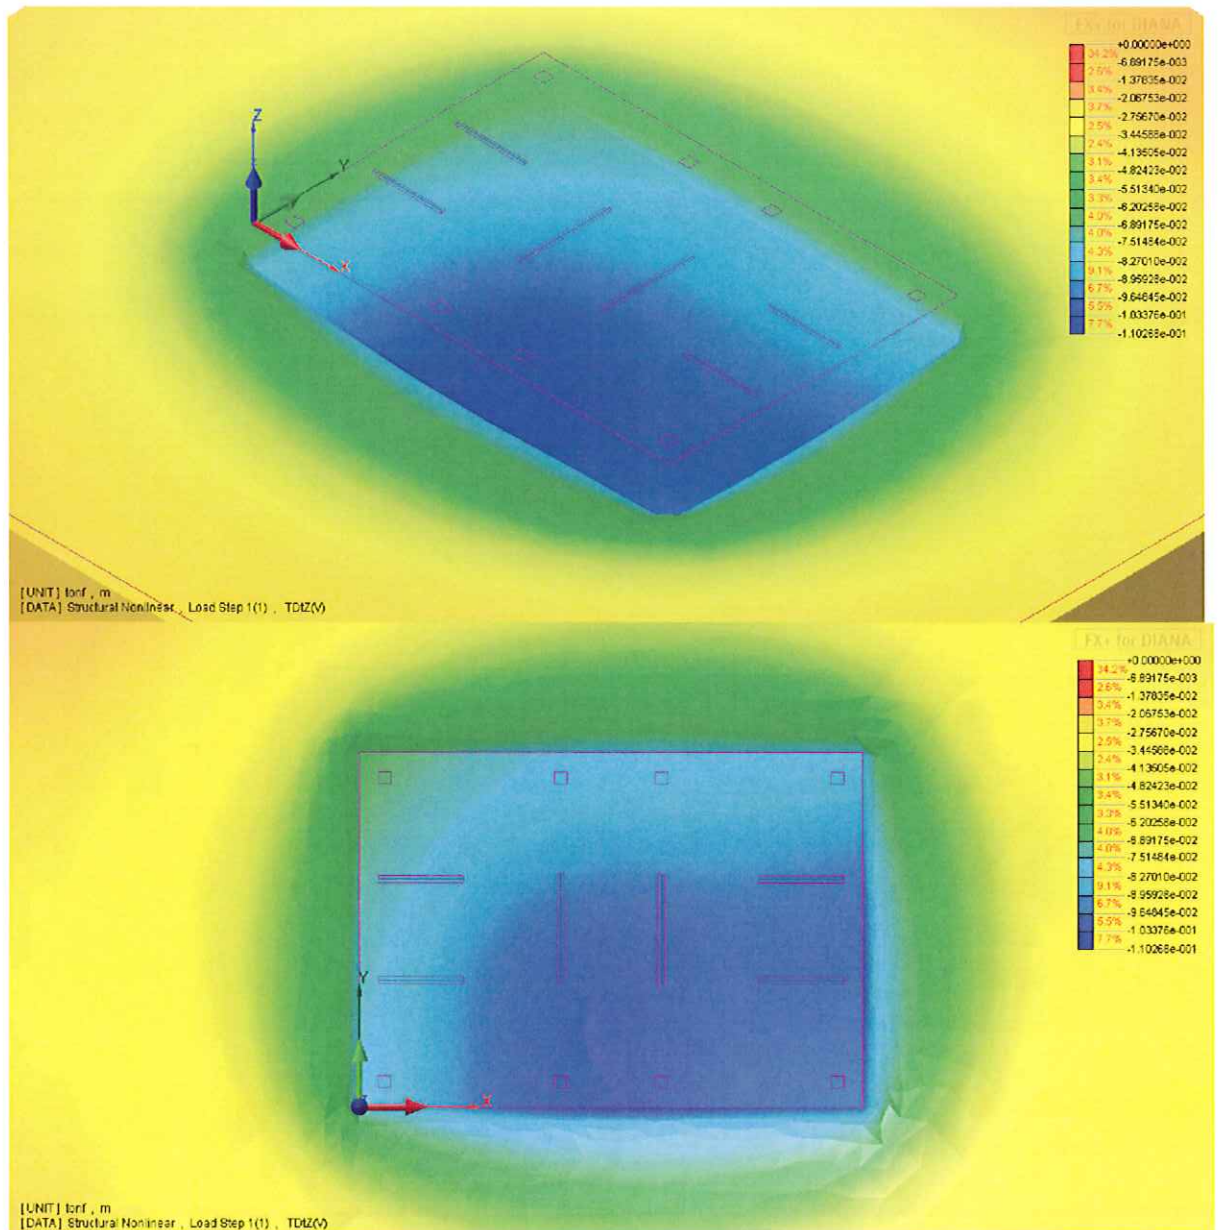 FX+ for DIANA
+0.00000e+000
34.2%
-6.89175e-003
2.6%
-1.37835e-002
3.4%
-2.06753e-002
3.7%
-2.75670e-002
2.5%
-3.44588e-002
2.4%
-4.13505e-002
3.1%
-4.82423e-002
3.4%
-5.51340e-002
3.3%
-6.20258e-002
4.0%
-6.89175e-002
4.0%
-7.51484e-002
4.3%
-8.27010e-002
9.1%
-8.95928e-002
6.7%
-9.64845e-002
5.5%
-1.03376e-001
7.7%
-1.10268e-001
Z
Y
X
[UNIT] tonf , m
[DATA] Structural Nonlinear , Load Step 1(1) , TDtZ(V)
FX+ for DIANA
+0.00000e+000
34.2%
-6.89175e-003
2.6%
-1.37835e-002
3.4%
-2.06753e-002
3.7%
-2.75670e-002
2.5%
-3.44588e-002
2.4%
-4.13505e-002
3.1%
-4.82423e-002
3.4%
-5.51340e-002
3.3%
-6.20258e-002
4.0%
-6.89175e-002
4.0%
-7.51484e-002
4.3%
-8.27010e-002
9.1%
-8.95928e-002
6.7%
-9.64845e-002
5.5%
-1.03376e-001
7.7%
-1.10268e-001
Y
X
[UNIT] tonf , m
[DATA] Structural Nonlinear , Load Step 1(1) , TDtZ(V)